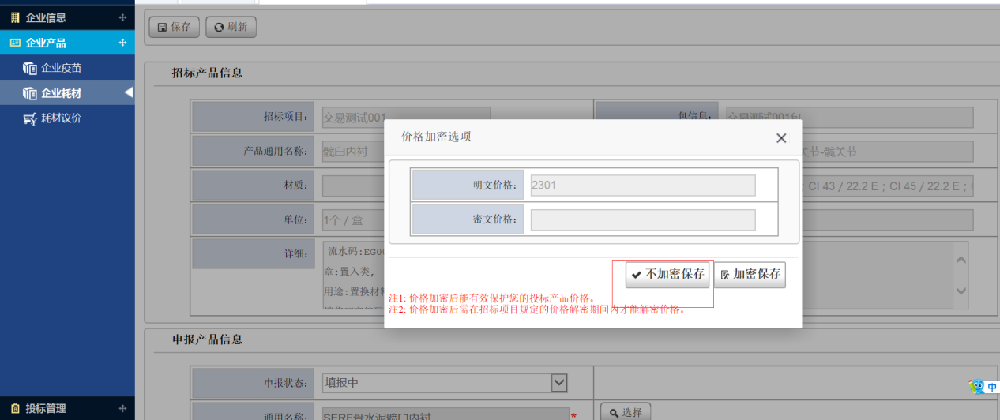 企业信息
企业产品
企业疫苗
企业耗材
耗材议价
投标管理
保存 刷新
招标产品信息
招标项目: 交易测试001 包信息: 交易测试001包
产品通用名称: 髋臼内衬 关节-髋关节
材质: ; CI 43 / 22.2 E ; CI 45 / 22.2 E ;
单位: 1个 / 盒
详细: 流水码:EG0
章:置入类,
用途:置换材料
价格加密选项
明文价格: 2301
密文价格:
不加密保存 加密保存
注1: 价格加密后能有效保护您的投标产品价格。
注2: 价格加密后需在招标项目规定的价格解密期间内才能解密价格。
申报产品信息
申报状态: 填报中
通用名称: SERF骨水泥髋臼内衬 * 选择
中